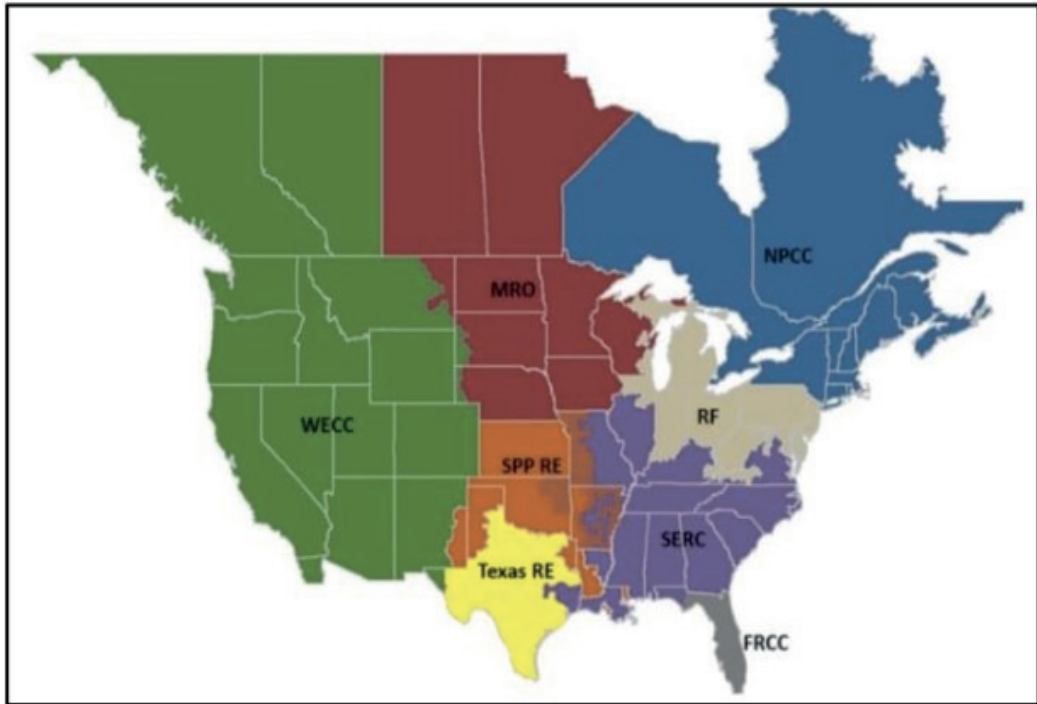 NPCC
MRO
RF
WECC
SPP RE
SERC
Texas RE
FRCC